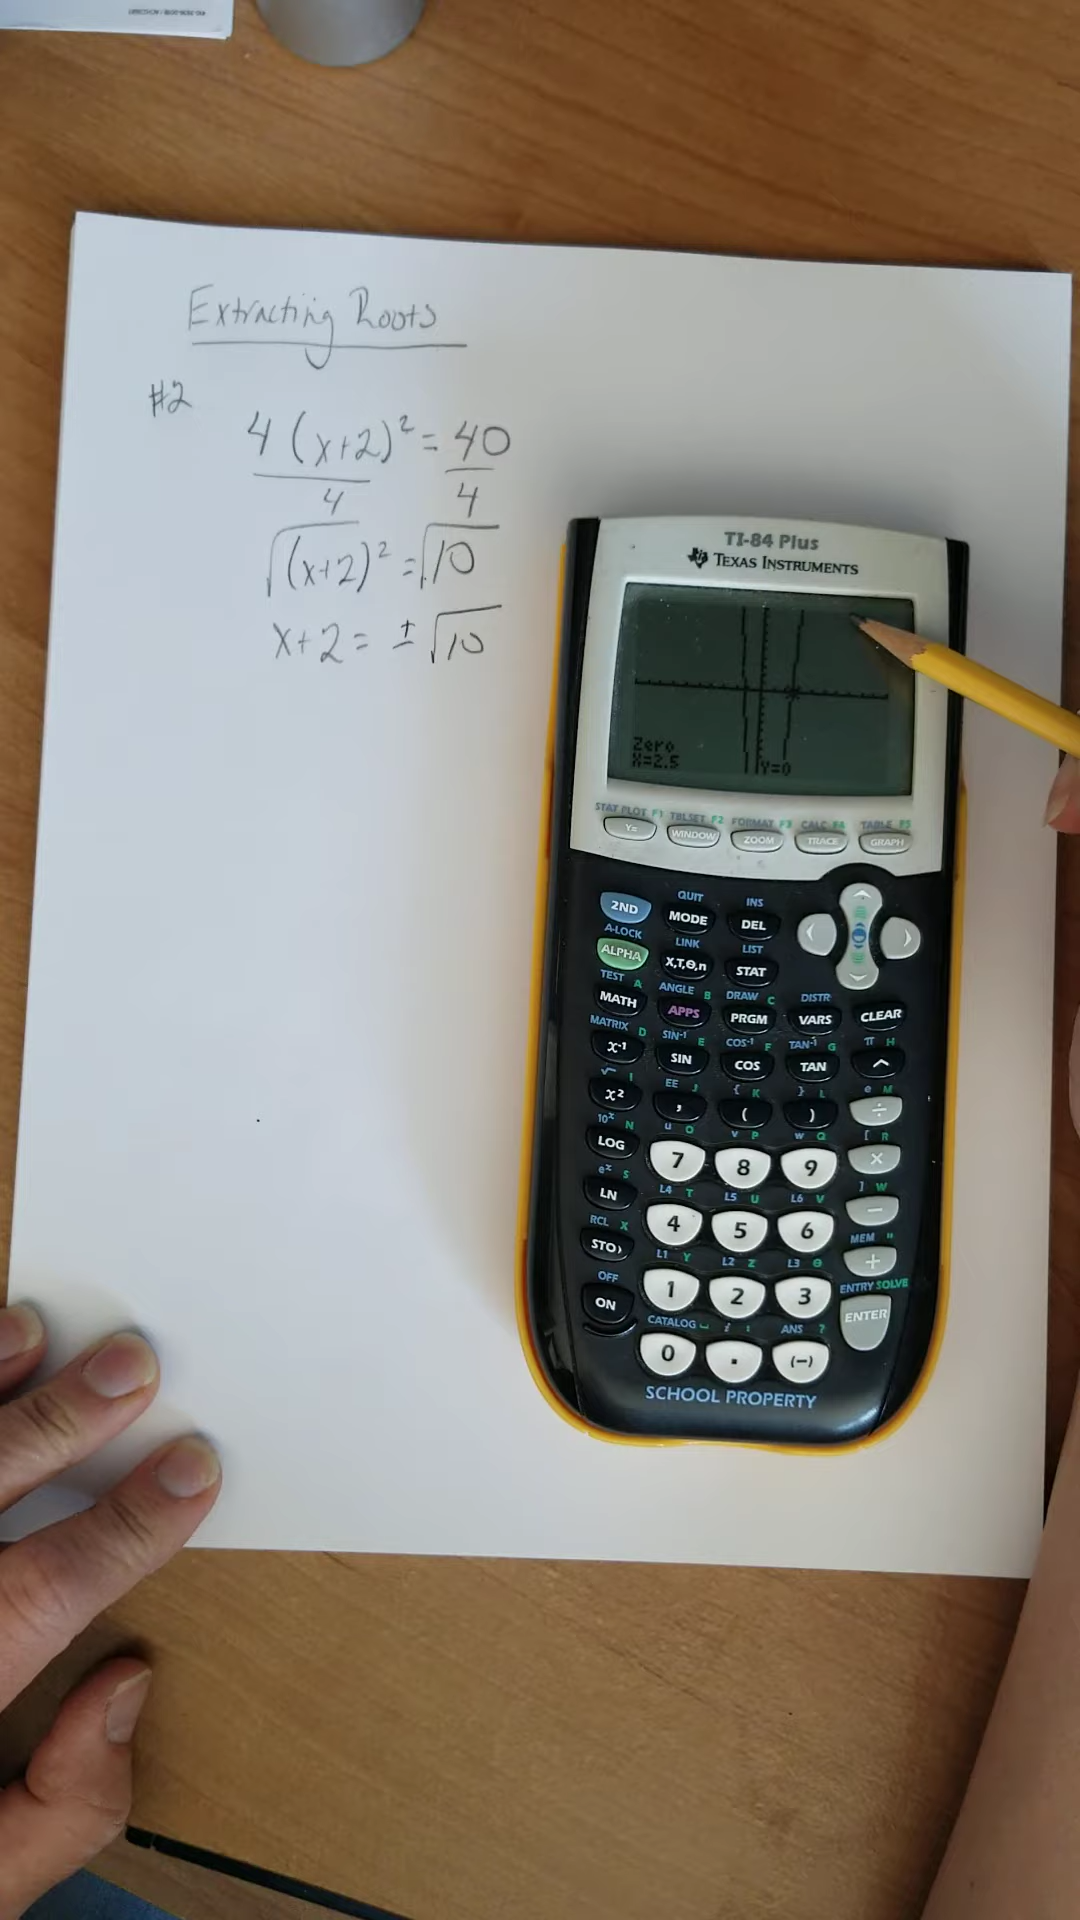 Extracting Roots
#2
4 (x+2)² = 40
4 4
√(x+2)² = √10
x+2 = ± √10
TI-84 Plus
TEXAS INSTRUMENTS
Zero
X=2.5 Y=0
STAT PLOT F1 TBLSET F2 FORMAT F3 CALC F4 TABLE F5
Y= WINDOW ZOOM TRACE GRAPH
QUIT INS
2ND MODE DEL
A-LOCK LINK LIST
ALPHA X,T,Θ,n STAT
TEST A ANGLE B DRAW C DISTR
MATH APPS PRGM VARS CLEAR
MATRIX D SIN⁻¹ E COS⁻¹ F TAN⁻¹ G π H
x⁻¹ SIN COS TAN ^
√ I EE J { K } L e M
x² , ( ) ÷
10ˣ N u O v P w Q [ R
LOG 7 8 9 ×
eˣ S L4 T L5 U L6 V ] W
LN 4 5 6 −
RCL X L1 Y L2 Z L3 θ MEM "
STO› 1 2 3 +
OFF CATALOG ⎵ i : ANS ? ENTRY SOLVE
ON 0 . (−) ENTER
SCHOOL PROPERTY